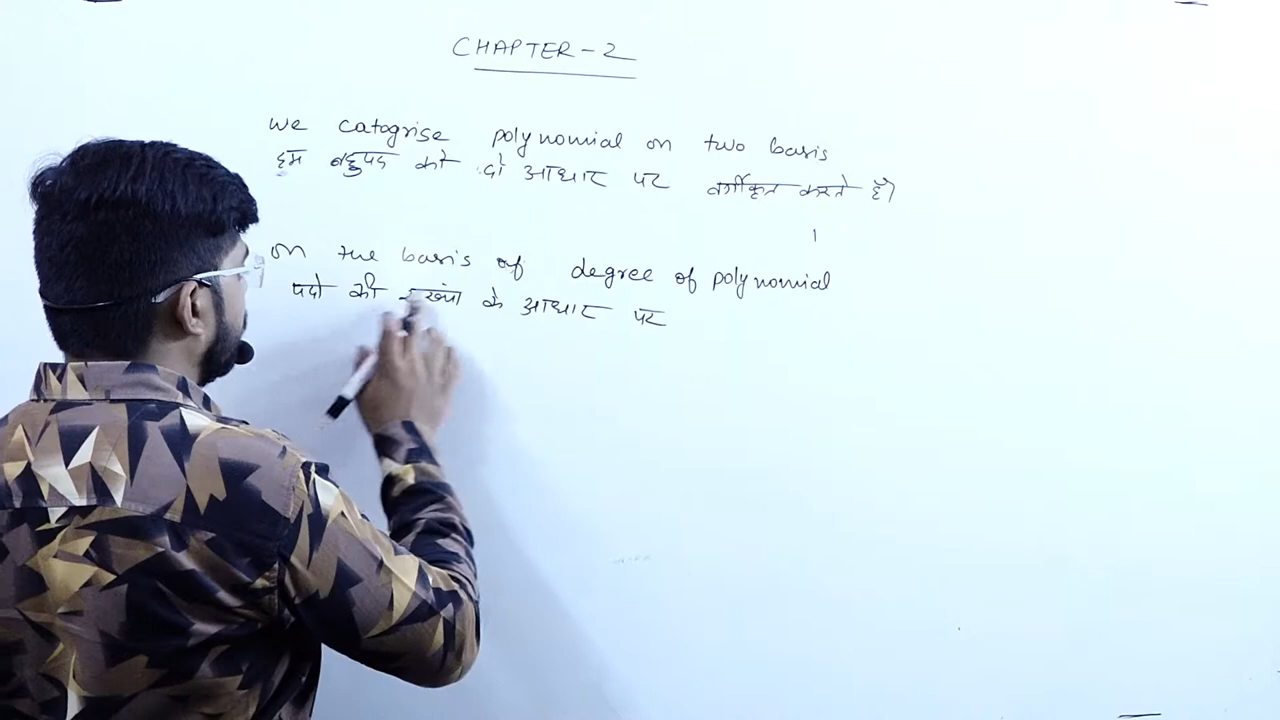 CHAPTER-2
we catogrise polynomial on two basis
हम बहुपद को दो आधार पर वर्गीकृत करते हैं
।
on the basis of degree of polynomial
पदो की संख्या के आधार पर